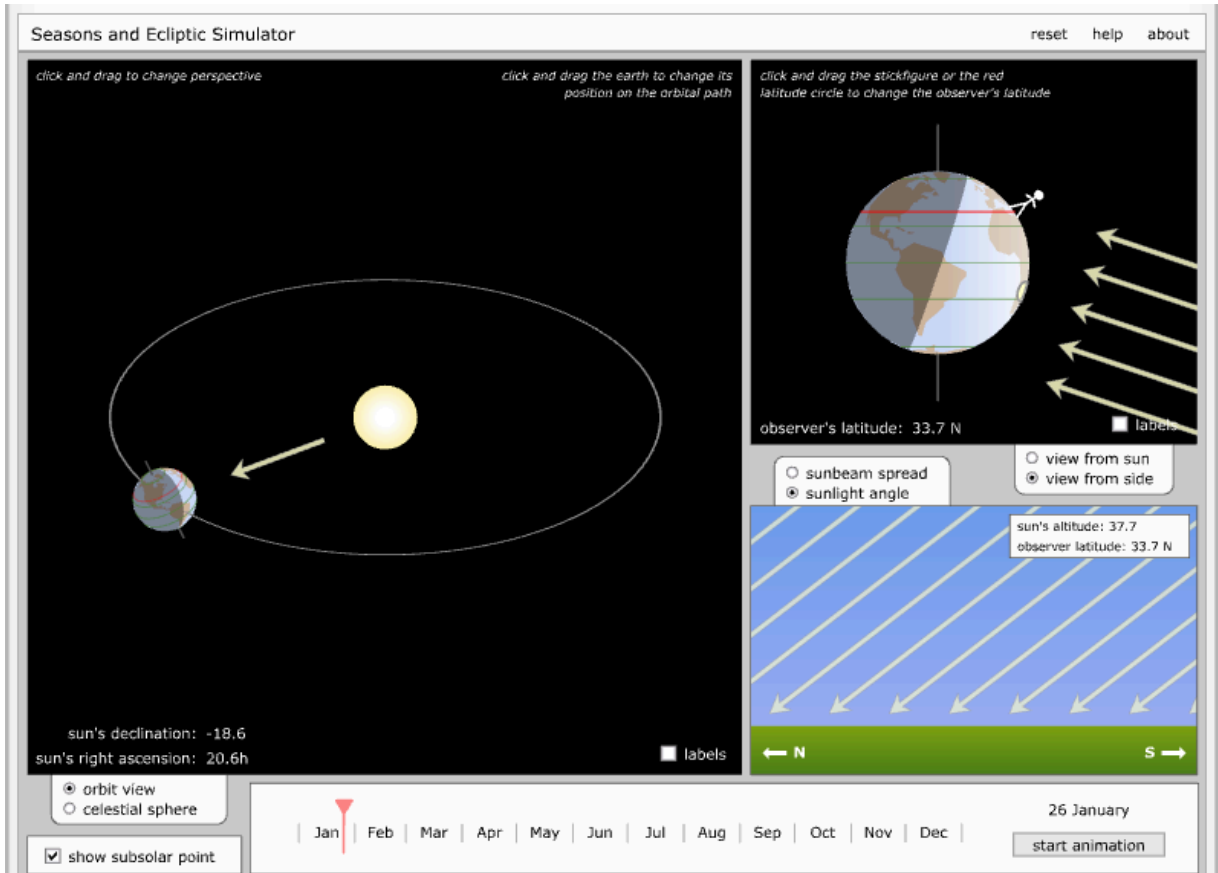 Seasons and Ecliptic Simulator
reset help about
click and drag to change perspective
click and drag the earth to change its
position on the orbital path
click and drag the stickfigure or the red
latitude circle to change the observer's latitude
observer's latitude: 33.7 N
labels
view from sun
view from side
sunbeam spread
sunlight angle
sun's altitude: 37.7
observer latitude: 33.7 N
N
S
sun's declination: -18.6
sun's right ascension: 20.6h
labels
orbit view
celestial sphere
show subsolar point
Jan Feb Mar Apr May Jun Jul Aug Sep Oct Nov Dec
26 January
start animation